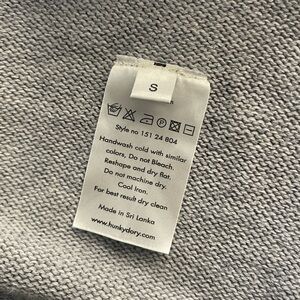 S
Style no 151 24 804
Handwash cold with similar
colors, Do not Bleach.
Reshape and dry flat.
Do not machine dry.
Cool Iron.
For best result dry clean
Made in Sri Lanka
www.hunkydory.com